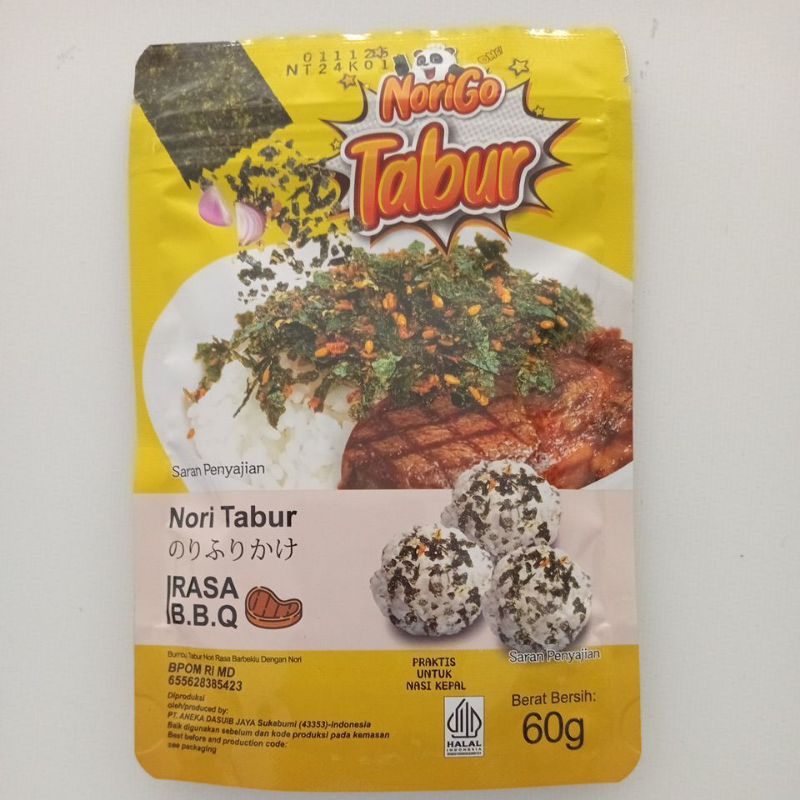 011125
NT24K01
OME!
NoriGo
Tabur
Saran Penyajian
Nori Tabur
のりふりかけ
RASA
B.B.Q
Saran Penyajian
Bumbu Tabur Nori Rasa Barbekiu Dengan Nori
BPOM RI MD
655628385423
Diproduksi
oleh/produced by:
PT. ANEKA DASUIB JAYA Sukabumi (43353)-Indonesia
Baik digunakan sebelum dan kode produksi pada kemasan
Best before and production code:
see packaging
PRAKTIS
UNTUK
NASI KEPAL
HALAL
INDONESIA
Berat Bersih:
60g